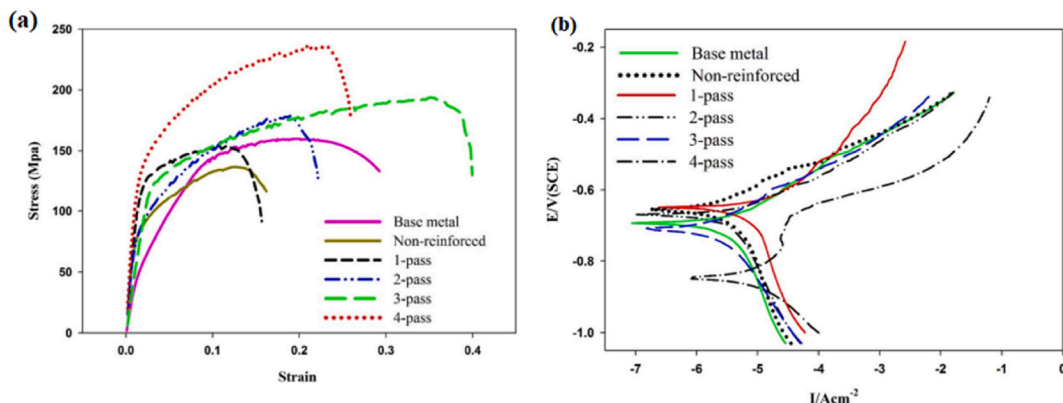 (a)
250
200
150
100
50
0
Stress (Mpa)
0.0 0.1 0.2 0.3 0.4
Strain
Base metal
Non-reinforced
1-pass
2-pass
3-pass
4-pass
(b)
-0.2
-0.4
-0.6
-0.8
-1.0
E/V(SCE)
-7 -6 -5 -4 -3 -2 -1 0
I/Acm⁻²
Base metal
Non-reinforced
1-pass
2-pass
3-pass
4-pass